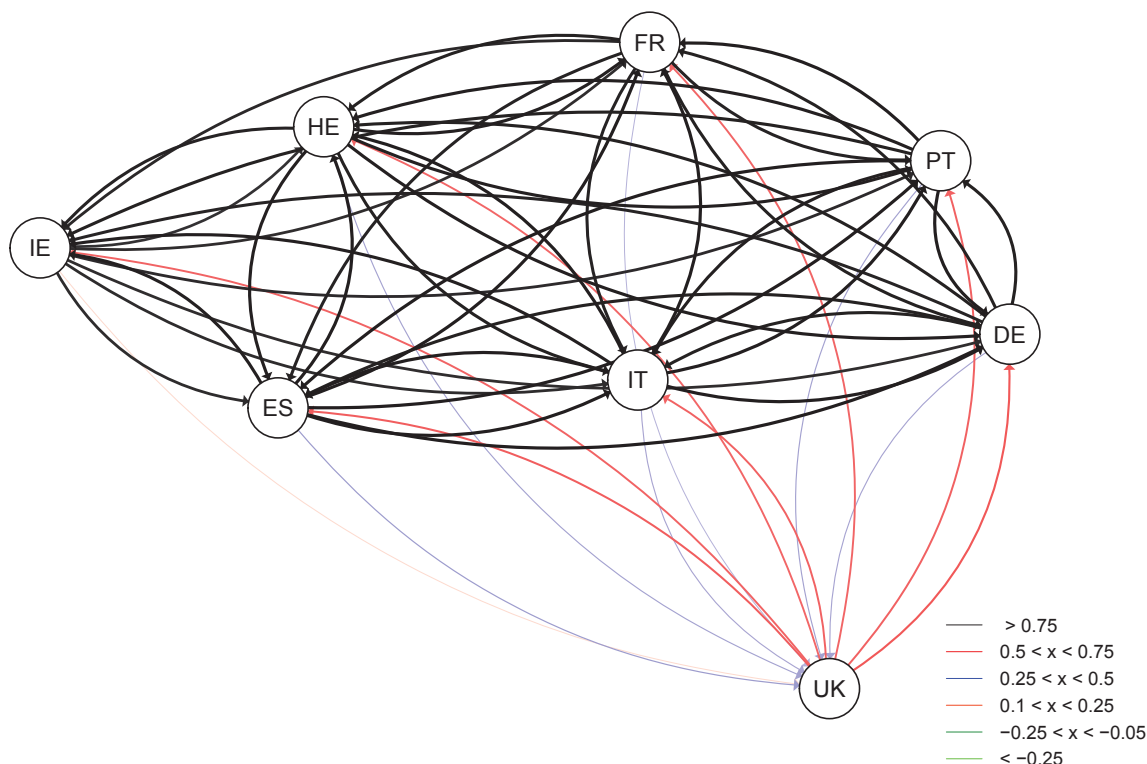 FR
HE
PT
IE
DE
IT
ES
UK
> 0.75
0.5 < x < 0.75
0.25 < x < 0.5
0.1 < x < 0.25
−0.25 < x < −0.05
< −0.25